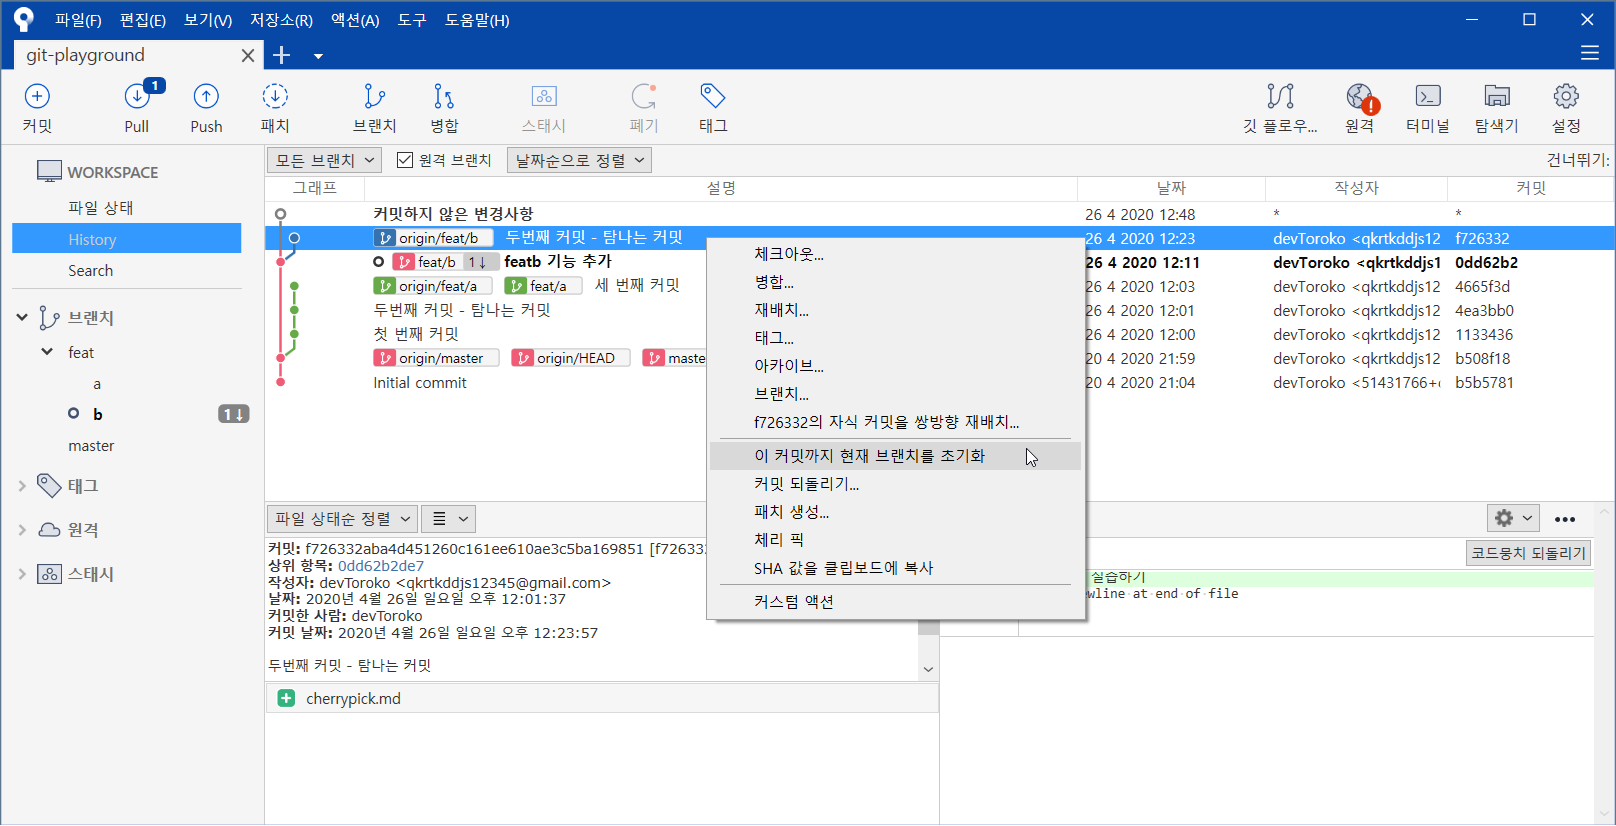 파일(F) 편집(E) 보기(V) 저장소(R) 액션(A) 도구 도움말(H)
git-playground
1
커밋 Pull Push 패치 브랜치 병합 스태시 폐기 태그 깃 플로우... 원격 터미널 탐색기 설정
WORKSPACE
파일 상태
History
Search
브랜치
feat
a
b 1↓
master
태그
원격
스태시
모든 브랜치 원격 브랜치 날짜순으로 정렬 건너뛰기:
그래프 설명 날짜 작성자 커밋
커밋하지 않은 변경사항 26 4 2020 12:48 * *
origin/feat/b 두번째 커밋 - 탐나는 커밋 26 4 2020 12:23 devToroko <qkrtkddjs12 f726332
feat/b 1↓ featb 기능 추가 26 4 2020 12:11 devToroko <qkrtkddjs1 0dd62b2
origin/feat/a feat/a 세 번째 커밋 26 4 2020 12:03 devToroko <qkrtkddjs12 4665f3d
두번째 커밋 - 탐나는 커밋 26 4 2020 12:01 devToroko <qkrtkddjs12 4ea3bb0
첫 번째 커밋 26 4 2020 12:00 devToroko <qkrtkddjs12 1133436
origin/master origin/HEAD maste 20 4 2020 21:59 devToroko <qkrtkddjs12 b508f18
Initial commit 20 4 2020 21:04 devToroko <51431766+c b5b5781
체크아웃...
병합...
재배치...
태그...
아카이브...
브랜치...
f726332의 자식 커밋을 쌍방향 재배치...
이 커밋까지 현재 브랜치를 초기화
커밋 되돌리기...
패치 생성...
체리 픽
SHA 값을 클립보드에 복사
커스텀 액션
파일 상태순 정렬
커밋: f726332aba4d451260c161ee610ae3c5ba169851 [f726332
상위 항목: 0dd62b2de7
작성자: devToroko <qkrtkddjs12345@gmail.com>
날짜: 2020년 4월 26일 일요일 오후 12:01:37
커밋한 사람: devToroko
커밋 날짜: 2020년 4월 26일 일요일 오후 12:23:57
두번째 커밋 - 탐나는 커밋
cherrypick.md
코드뭉치 되돌리기
실습하기
wline at end of file